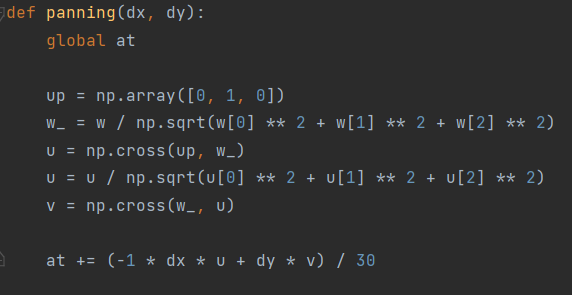 def panning(dx, dy):
    global at
    up = np.array([0, 1, 0])
    w_ = w / np.sqrt(w[0] ** 2 + w[1] ** 2 + w[2] ** 2)
    u = np.cross(up, w_)
    u = u / np.sqrt(u[0] ** 2 + u[1] ** 2 + u[2] ** 2)
    v = np.cross(w_, u)
    at += (-1 * dx * u + dy * v) / 30